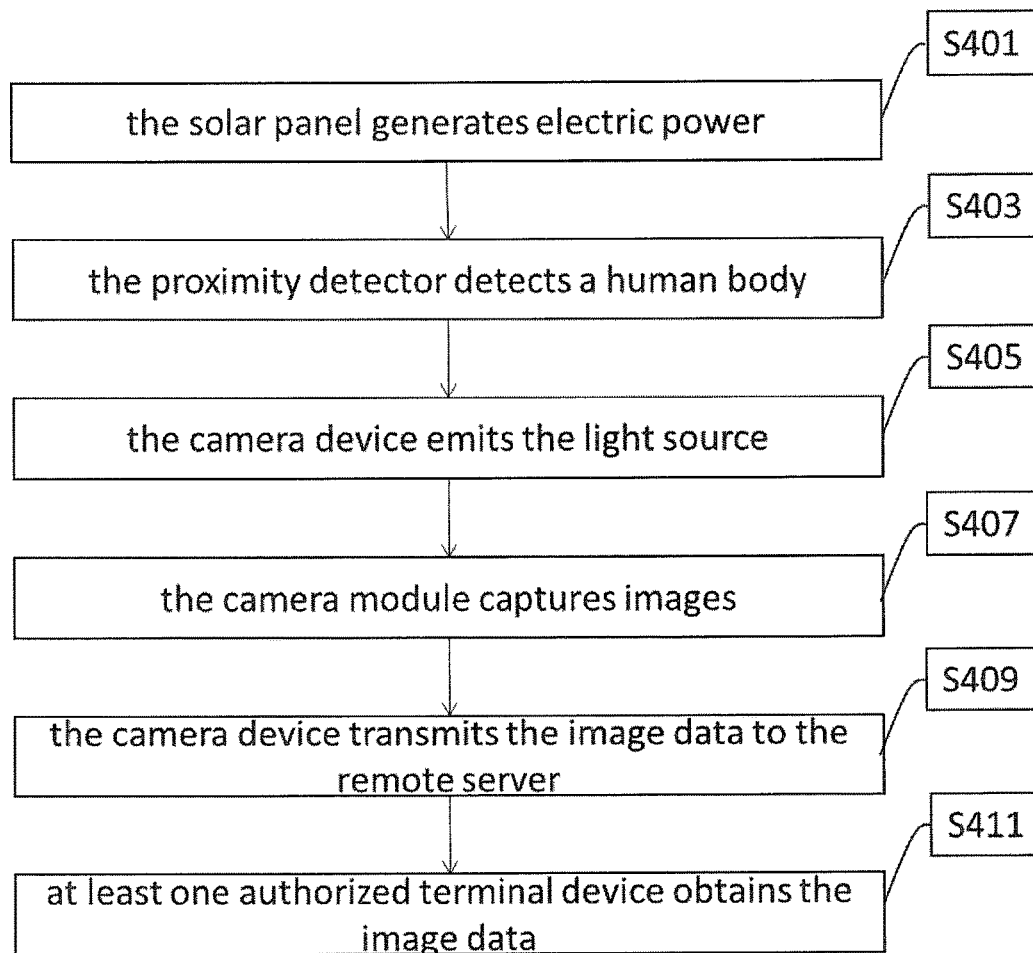 S401
the solar panel generates electric power
S403
the proximity detector detects a human body
S405
the camera device emits the light source
S407
the camera module captures images
S409
the camera device transmits the image data to the
remote server
S411
at least one authorized terminal device obtains the
image data